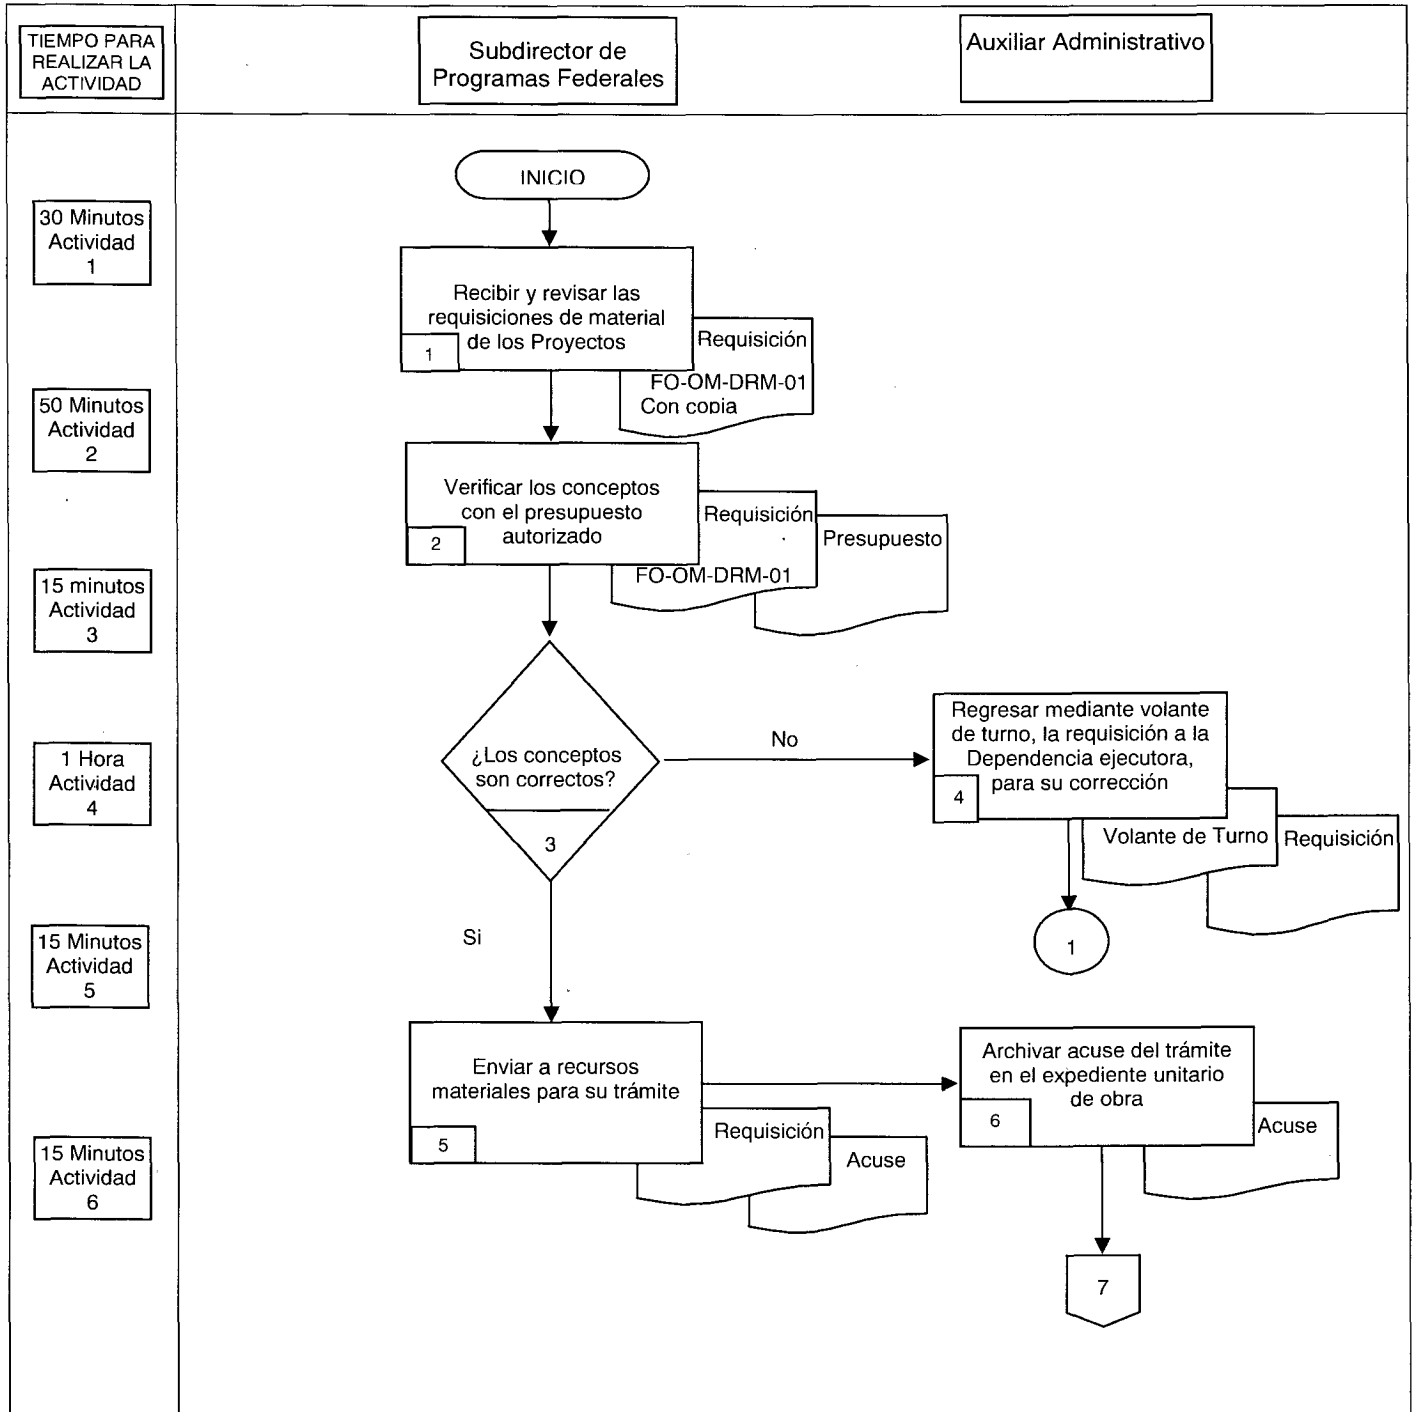 TIEMPO PARA
REALIZAR LA
ACTIVIDAD
Subdirector de
Programas Federales
Auxiliar Administrativo
INICIO
30 Minutos
Actividad
1
Recibir y revisar las
requisiciones de material
de los Proyectos
1
Requisición
FO-OM-DRM-01
Con copia
50 Minutos
Actividad
2
Verificar los conceptos
con el presupuesto
autorizado
2
Requisición
FO-OM-DRM-01
Presupuesto
15 minutos
Actividad
3
¿Los conceptos
son correctos?
3
No
Si
1 Hora
Actividad
4
Regresar mediante volante
de turno, la requisición a la
Dependencia ejecutora,
para su corrección
4
Volante de Turno
Requisición
1
15 Minutos
Actividad
5
Enviar a recursos
materiales para su trámite
5
Requisición
Acuse
Archivar acuse del trámite
en el expediente unitario
de obra
6
Acuse
15 Minutos
Actividad
6
7